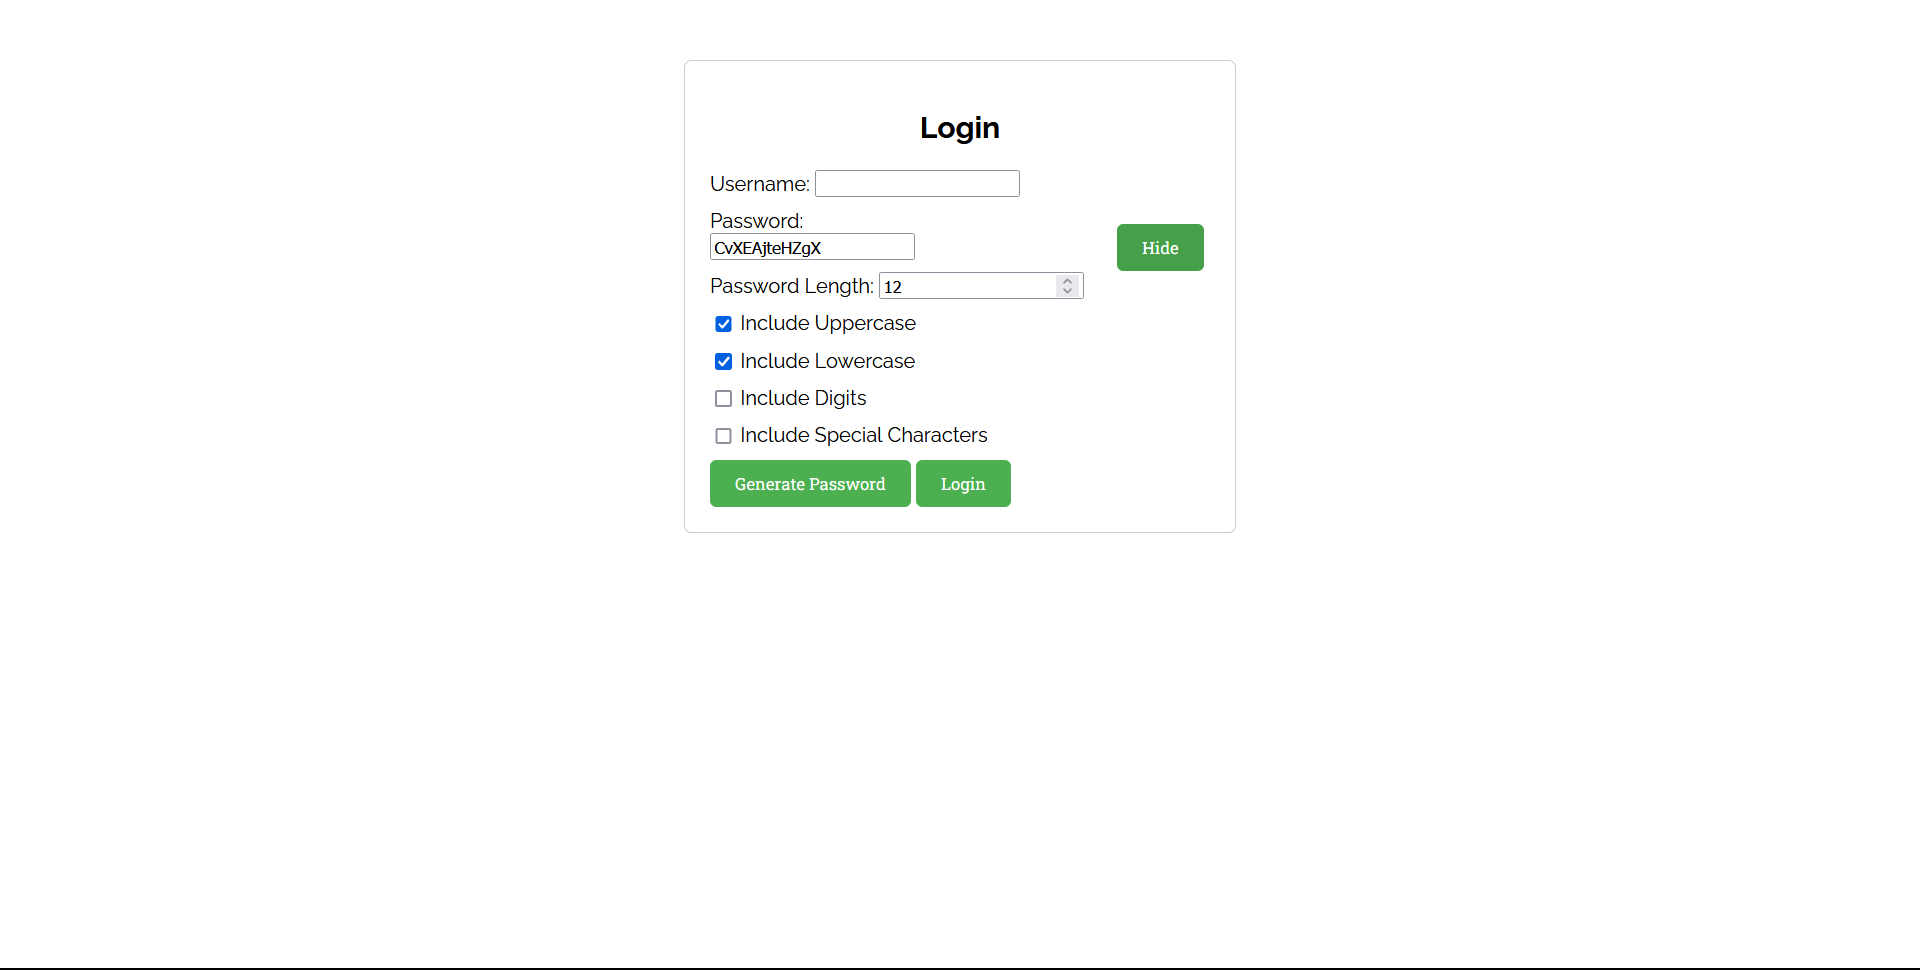 Login
Username:
Password:
CvXEAjteHZgX
Hide
Password Length: 12
Include Uppercase
Include Lowercase
Include Digits
Include Special Characters
Generate Password Login